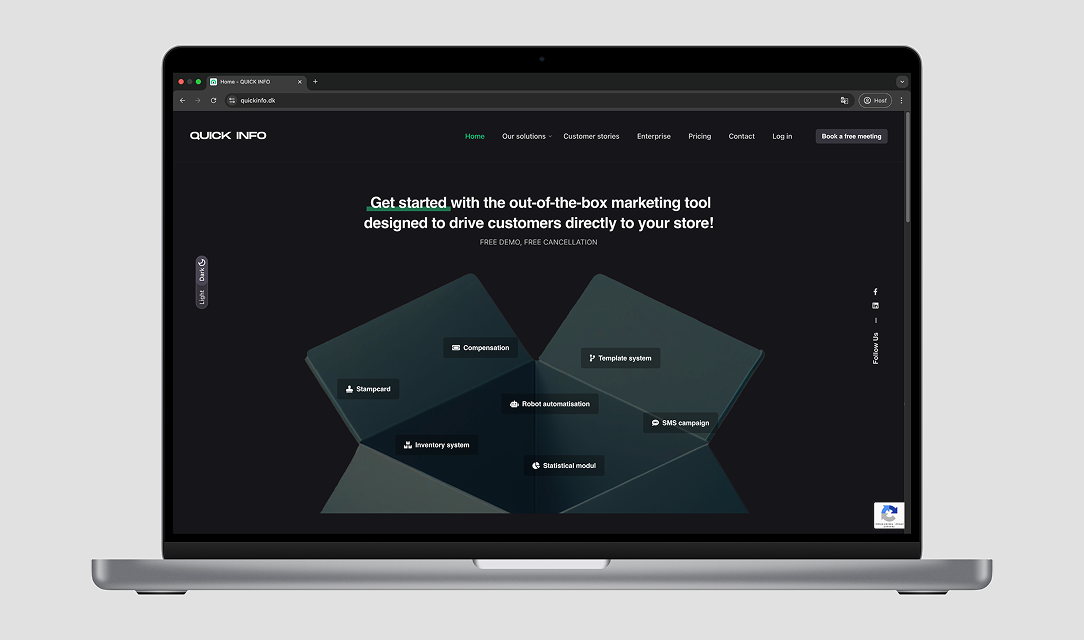 Home - QUICK INFO
quickinfo.dk
Host
QUICK INFO
Home
Our solutions
Customer stories
Enterprise
Pricing
Contact
Log in
Book a free meeting
Get started with the out-of-the-box marketing tool
designed to drive customers directly to your store!
FREE DEMO, FREE CANCELLATION
Light Dark
Compensation
Template system
Stampcard
Robot automatisation
SMS campaign
Inventory system
Statistical modul
Follow Us